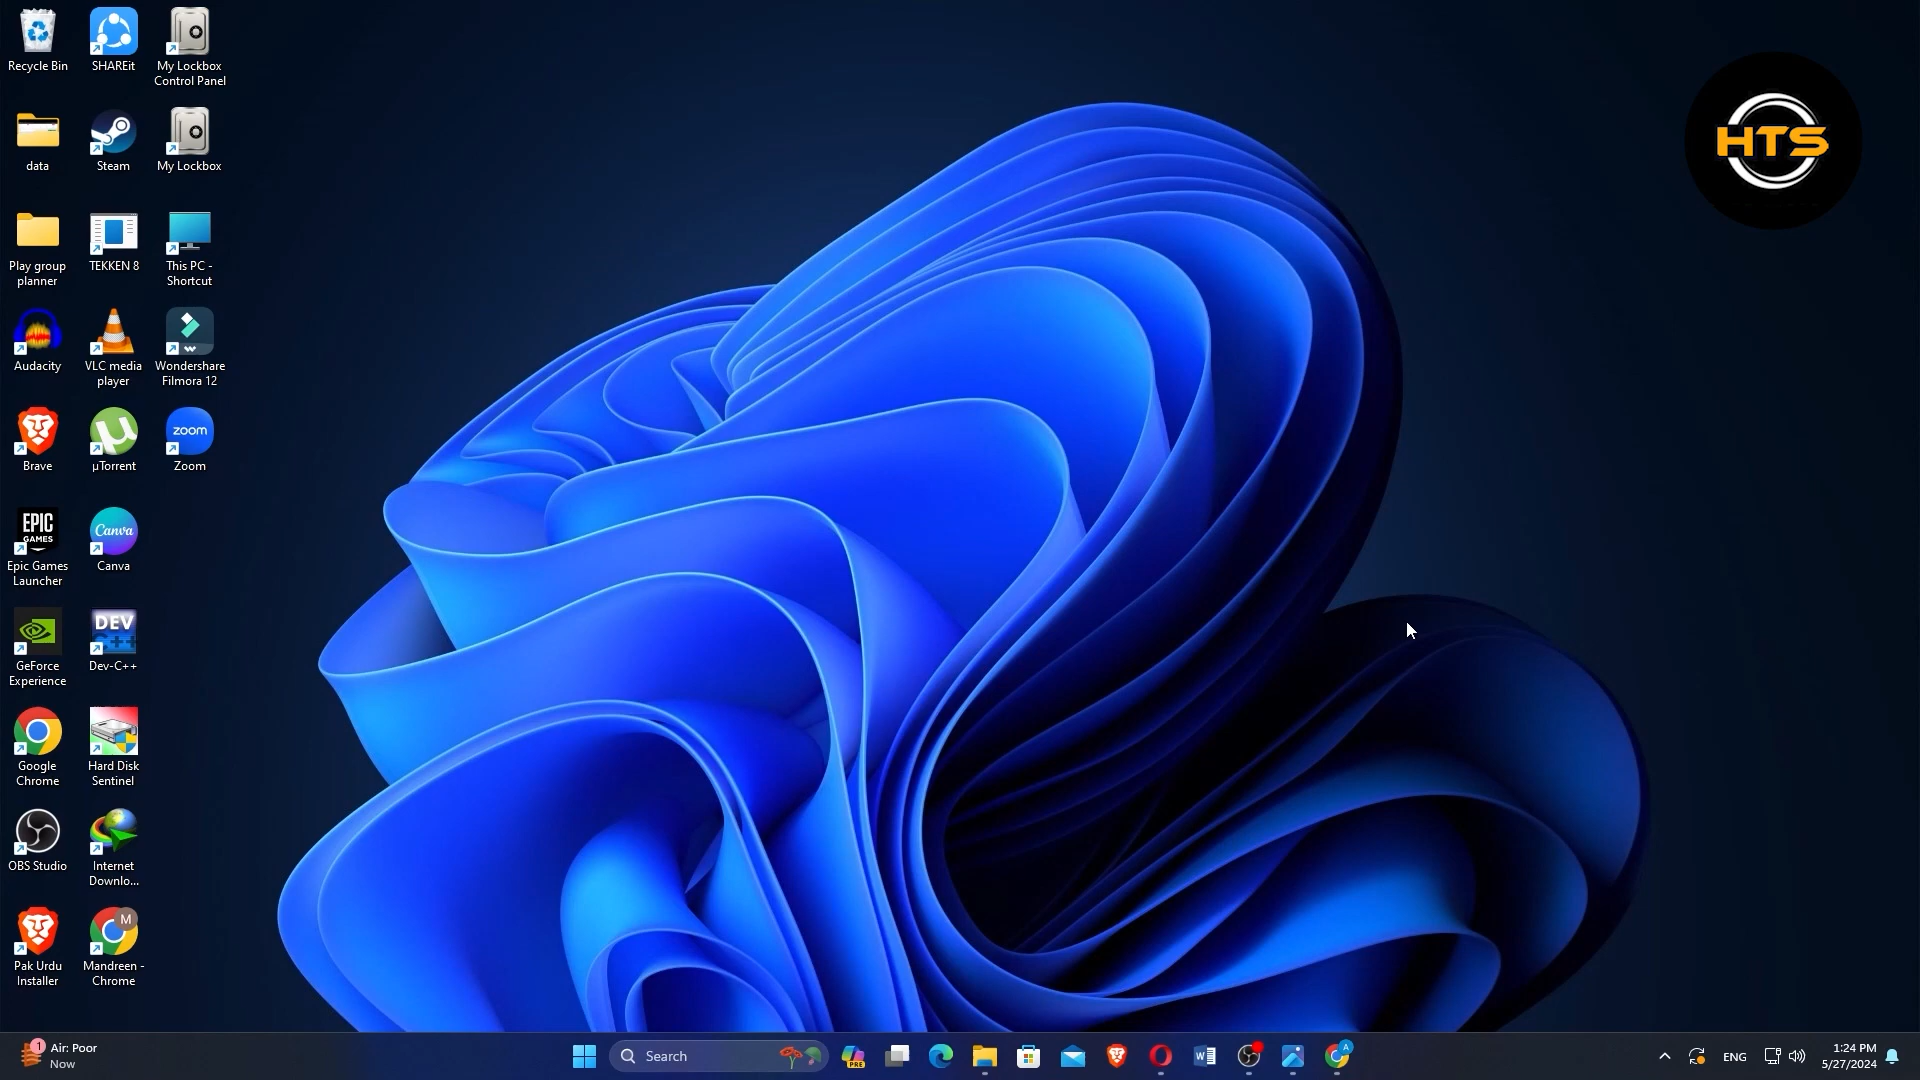 Recycle Bin
SHAREit
My Lockbox
Control Panel
data
Steam
My Lockbox
Play group
planner
TEKKEN 8
This PC -
Shortcut
Audacity
VLC media
player
Wondershare
Filmora 12
Brave
µTorrent
zoom
Zoom
EPIC
GAMES
Epic Games
Launcher
Canva
Canva
GeForce
Experience
DEV
C++
Dev-C++
Google
Chrome
Hard Disk
Sentinel
OBS Studio
Internet
Downlo...
Pak Urdu
Installer
M
Mandreen -
Chrome
HTS
1
Air: Poor
Now
Search
PRE
W
A
ENG
1:24 PM
5/27/2024